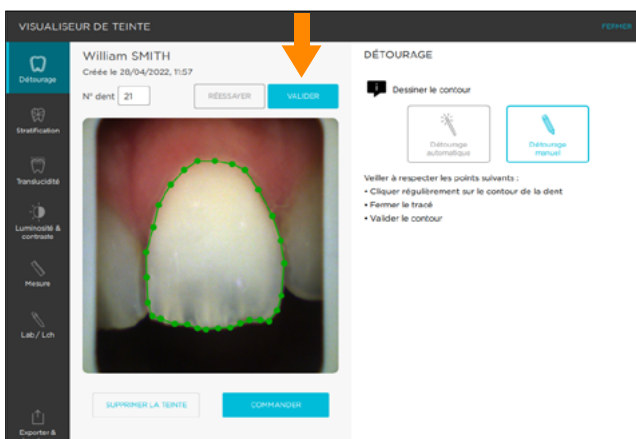 VISUALISEUR DE TEINTE
FERMER
Détourage
Stratification
Translucidité
Luminosité &
contraste
Mesure
Lab / Lch
Exporter &
William SMITH
Créée le 28/04/2022, 11:57
N° dent 21
RÉESSAYER
VALIDER
SUPPRIMER LA TEINTE
COMMANDER
DÉTOURAGE
Dessiner le contour
Détourage
automatique
Détourage
manuel
Veiller à respecter les points suivants :
• Cliquer régulièrement sur le contour de la dent
• Fermer le tracé
• Valider le contour